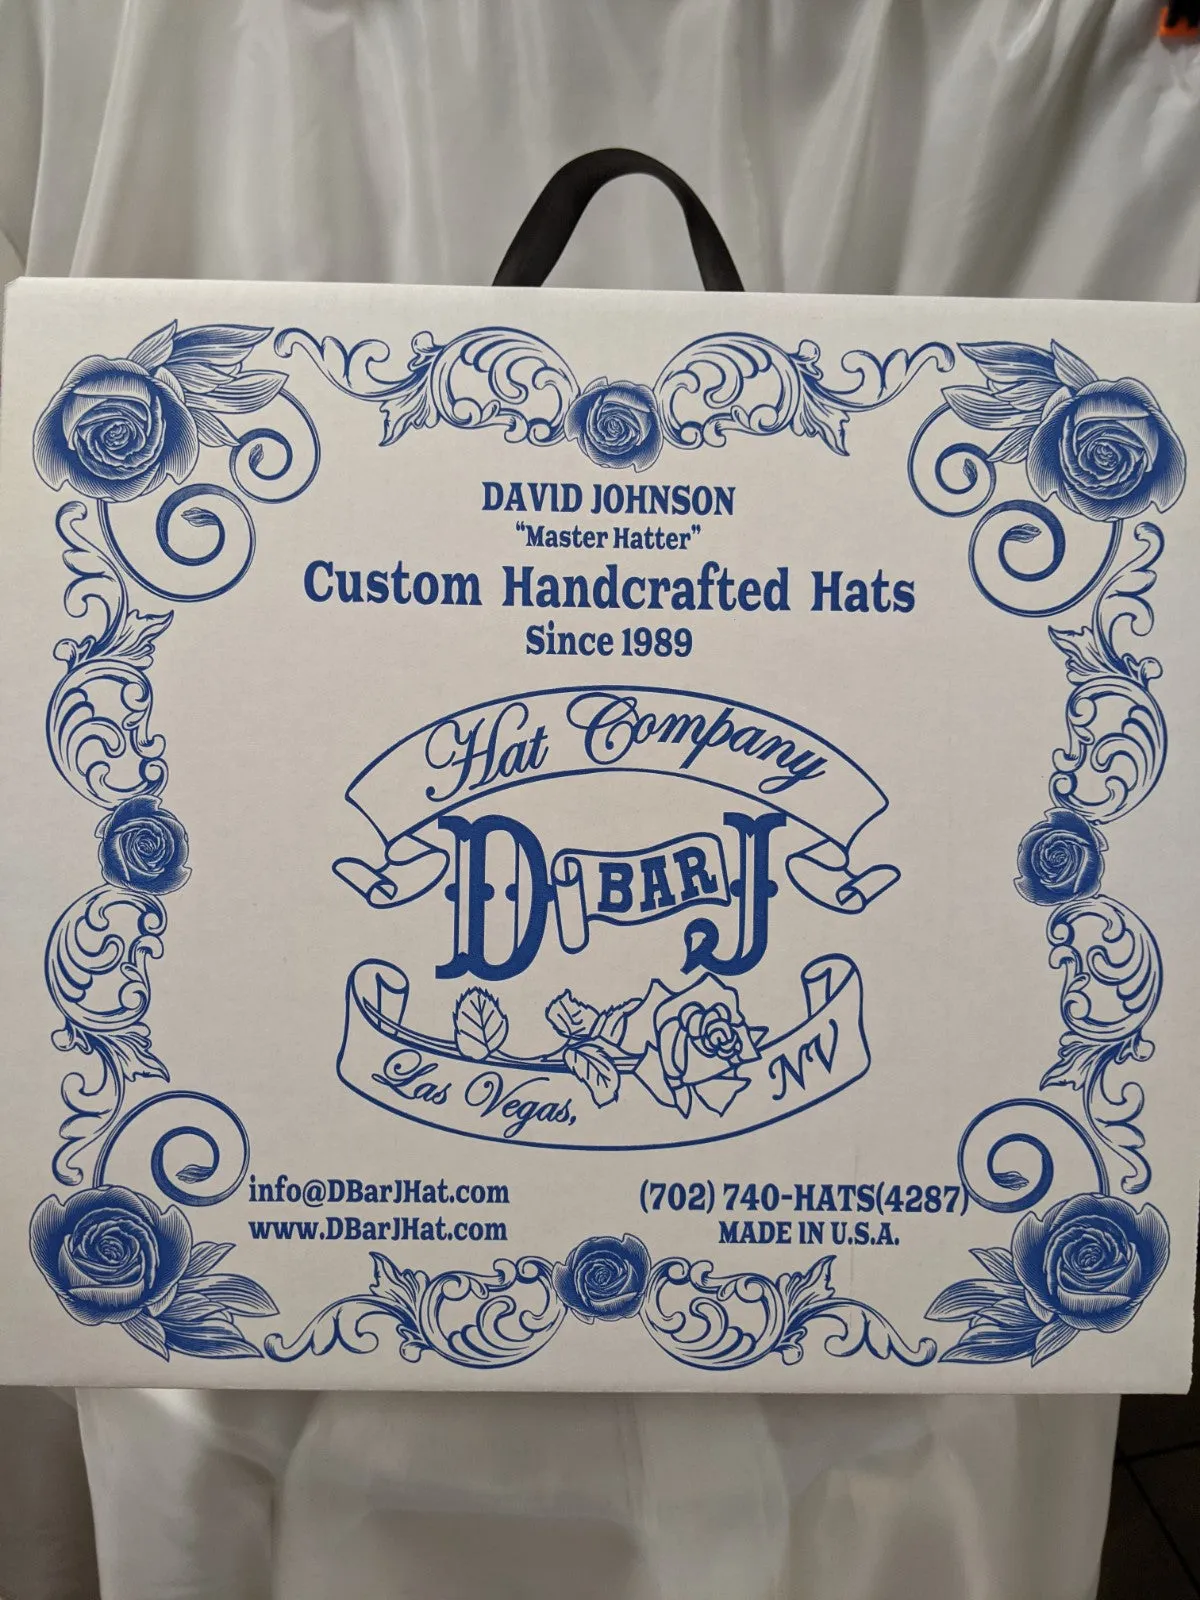 DAVID JOHNSON
“Master Hatter”
Custom Handcrafted Hats
Since 1989
Hat Company
D BAR J
Las Vegas, NV
info@DBarJHat.com
www.DBarJHat.com
(702) 740-HATS(4287)
MADE IN U.S.A.